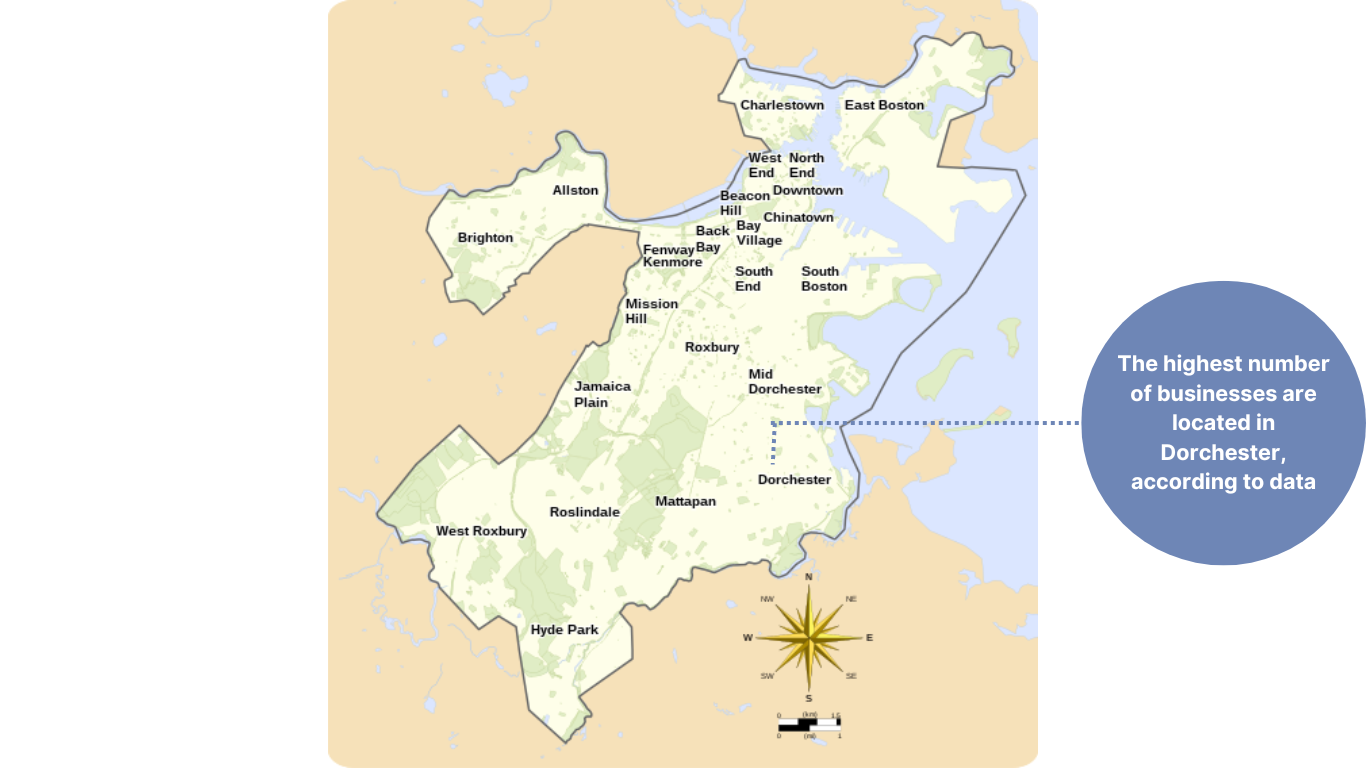 Charlestown
East Boston
West
End
North
End
Allston
Downtown
Beacon
Hill
Chinatown
Bay
Village
Back
Bay
Brighton
Fenway
Kenmore
South
End
South
Boston
Mission
Hill
Roxbury
Mid
Dorchester
Jamaica
Plain
The highest number
of businesses are
located in
Dorchester,
according to data
Dorchester
Mattapan
Roslindale
West Roxbury
Hyde Park
N
NW
NE
W
E
SW
SE
S
0 (km) 1.5
0 (mi) 1